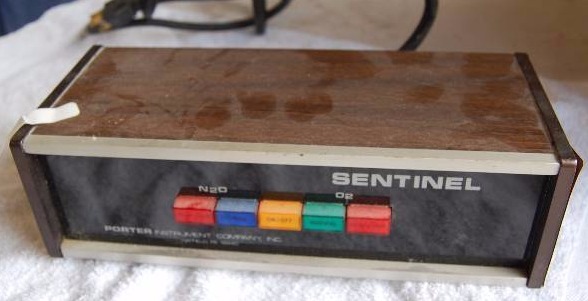 SENTINEL
N2O O2
ON/OFF
PORTER INSTRUMENT COMPANY, INC.